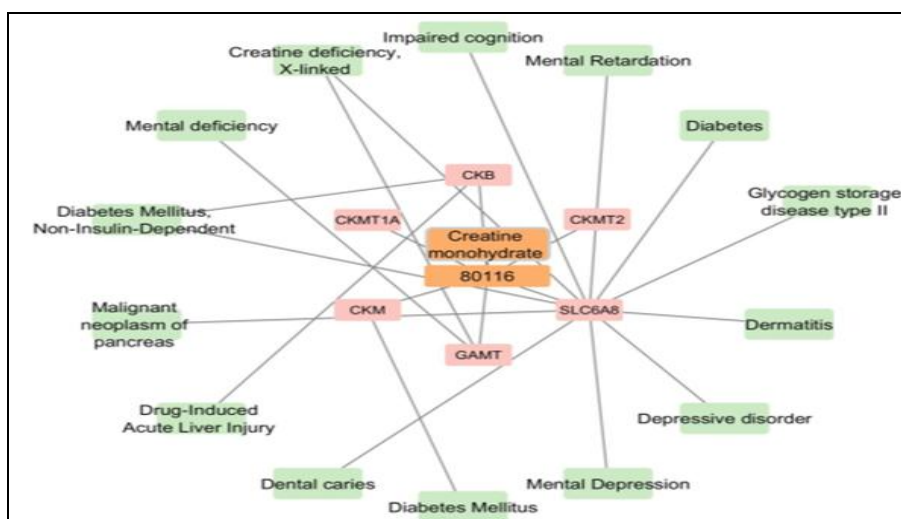 Impaired cognition
Creatine deficiency,
X-linked
Mental Retardation
Mental deficiency
Diabetes
CKB
Glycogen storage
disease type II
Diabetes Mellitus,
Non-Insulin-Dependent
CKMT1A
CKMT2
Creatine
monohydrate
80116
Malignant
neoplasm of
pancreas
CKM
SLC6A8
Dermatitis
GAMT
Drug-Induced
Acute Liver Injury
Depressive disorder
Dental caries
Mental Depression
Diabetes Mellitus